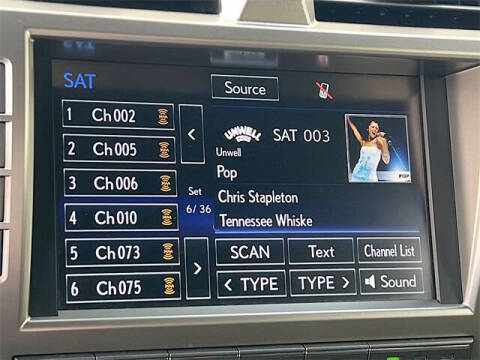 SAT
Source
1 Ch002
2 Ch005
3 Ch006
4 Ch010
5 Ch073
6 Ch075
<
Set
6/36
>
UNWELL SAT 003
Unwell
Pop
POP
Chris Stapleton
Tennessee Whiske
SCAN Text Channel List
< TYPE TYPE > Sound